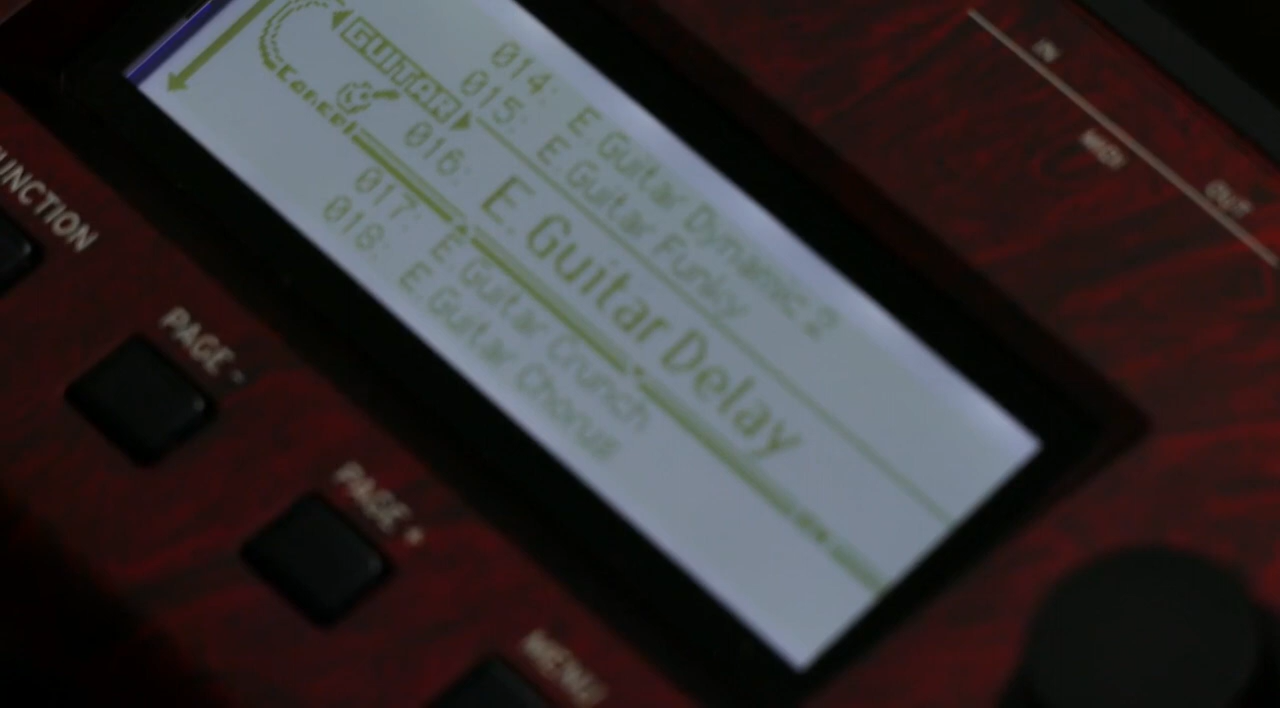 GUITAR
Cancel
014: E Guitar Dynamic 2
015: E Guitar Funky
016: E Guitar Delay
017: E Guitar Crunch
018: E Guitar Chorus
FUNCTION
PAGE -
PAGE +
MENU
IN
MIDI
OUT